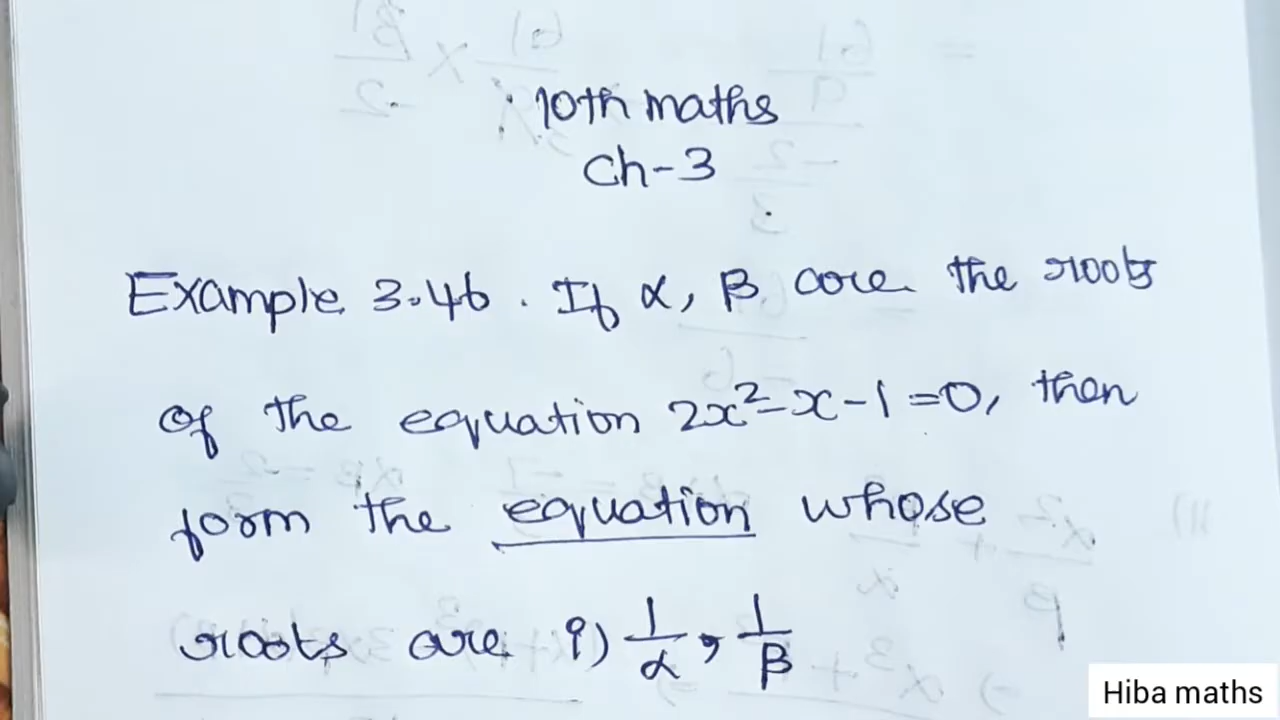 10th maths
Ch-3
Example 3.46. If α, β are the roots
of the equation 2x²-x-1=0, then
form the equation whose
roots are i) 1/α, 1/β
Hiba maths